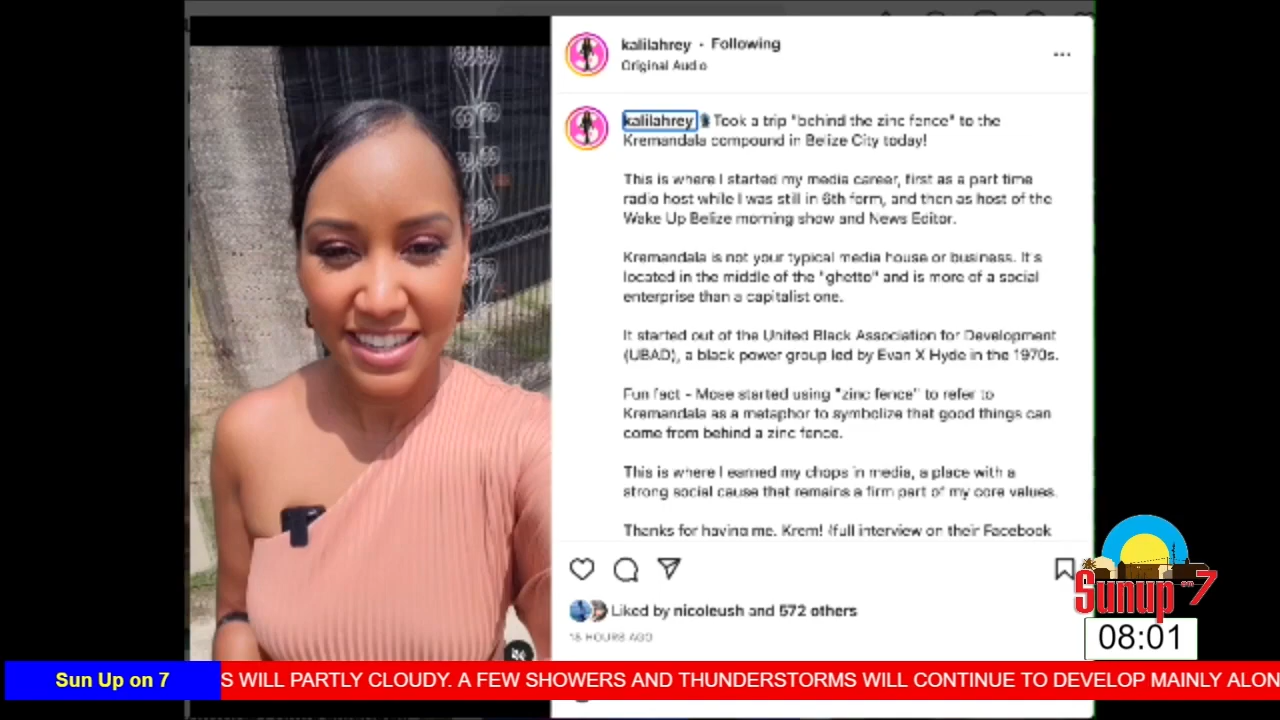 kalilahrey • Following
Original Audio
kalilahrey Took a trip "behind the zinc fence" to the
Kremandala compound in Belize City today!
This is where I started my media career, first as a part time
radio host while I was still in 6th form, and then as host of the
Wake Up Belize morning show and News Editor.
Kremandala is not your typical media house or business. It's
located in the middle of the "ghetto" and is more of a social
enterprise than a capitalist one.
It started out of the United Black Association for Development
(UBAD), a black power group led by Evan X Hyde in the 1970s.
Fun fact - Mose started using "zinc fence" to refer to
Kremandala as a metaphor to symbolize that good things can
come from behind a zinc fence.
This is where I earned my chops in media, a place with a
strong social cause that remains a firm part of my core values.
Thanks for having me, Krem! (full interview on their Facebook
Liked by nicoleush and 572 others
HOURS AGO
Sunup on 7
08:01
Sun Up on 7
S WILL PARTLY CLOUDY. A FEW SHOWERS AND THUNDERSTORMS WILL CONTINUE TO DEVELOP MAINLY ALON